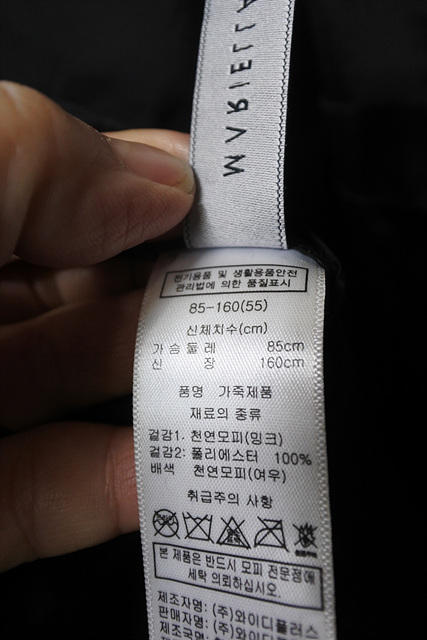 MVRIELLA
전기용품 및 생활용품안전
관리법에 의한 품질표시
85-160(55)
신체치수(cm)
가슴둘레 85cm
신 장 160cm
품명 가죽제품
재료의 종류
겉감1. 천연모피(밍크)
겉감2: 폴리에스터 100%
배색 천연모피(여우)
취급주의 사항
본 제품은 반드시 모피 전문점에
세탁 의뢰하십시오.
제조자명: (주)와이디플러스
판매자명: (주)와이디플
제조국명: